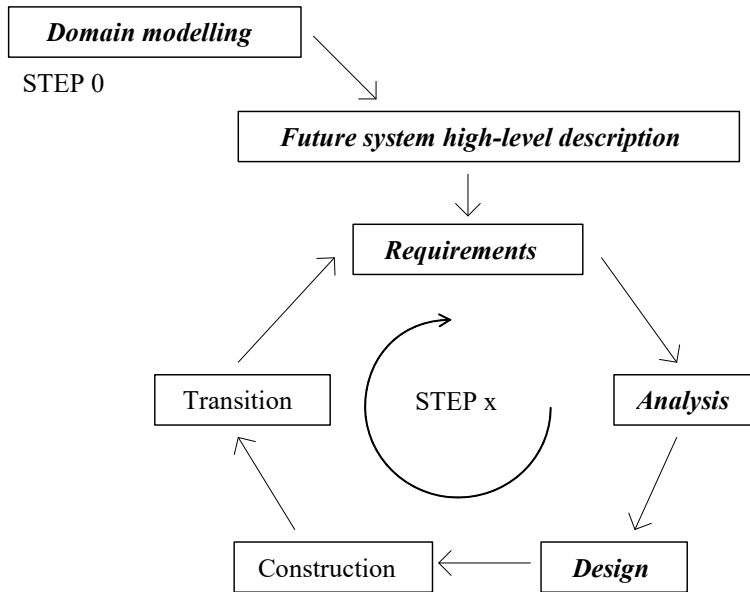 Domain modelling
STEP 0
Future system high-level description
Requirements
Transition
STEP x
Analysis
Construction
Design